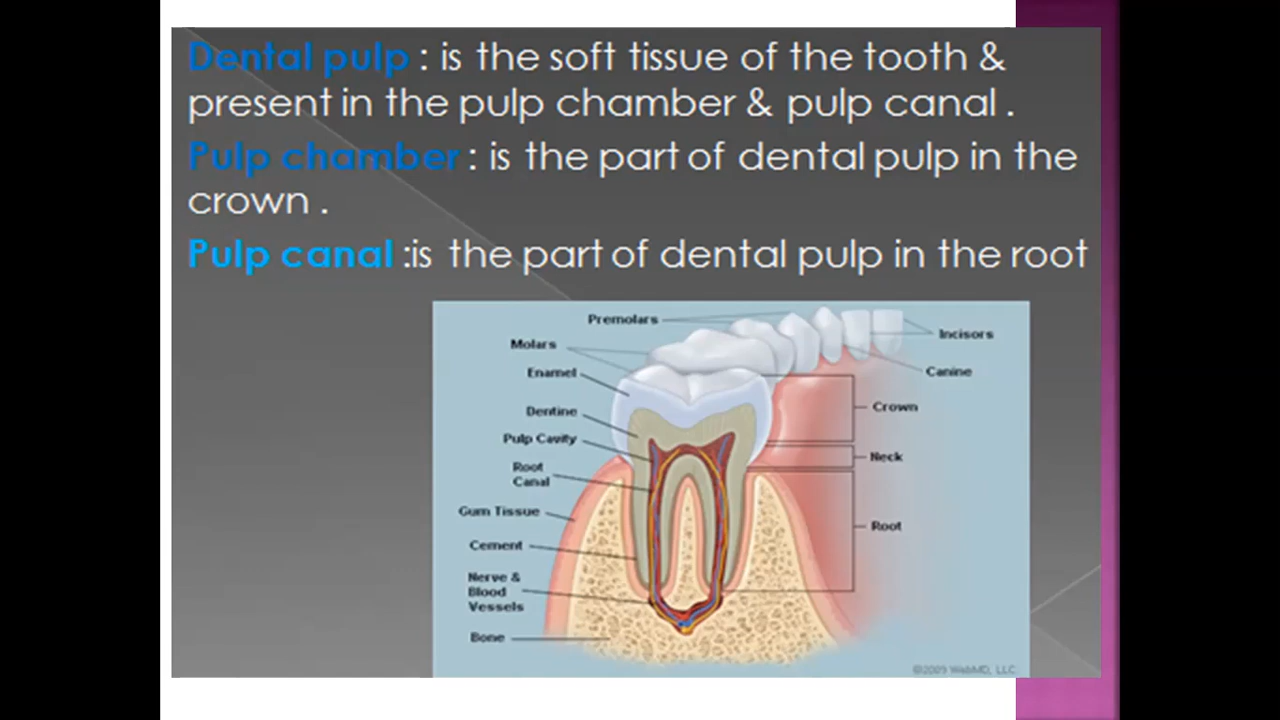 Dental pulp : is the soft tissue of the tooth &
present in the pulp chamber & pulp canal .
Pulp chamber : is the part of dental pulp in the
crown .
Pulp canal :is the part of dental pulp in the root
Premolars
Incisors
Molars
Canine
Enamel
Crown
Dentine
Pulp Cavity
Neck
Root
Canal
Gum Tissue
Root
Cement
Nerve &
Blood
Vessels
Bone
©2009 WebMD, LLC.